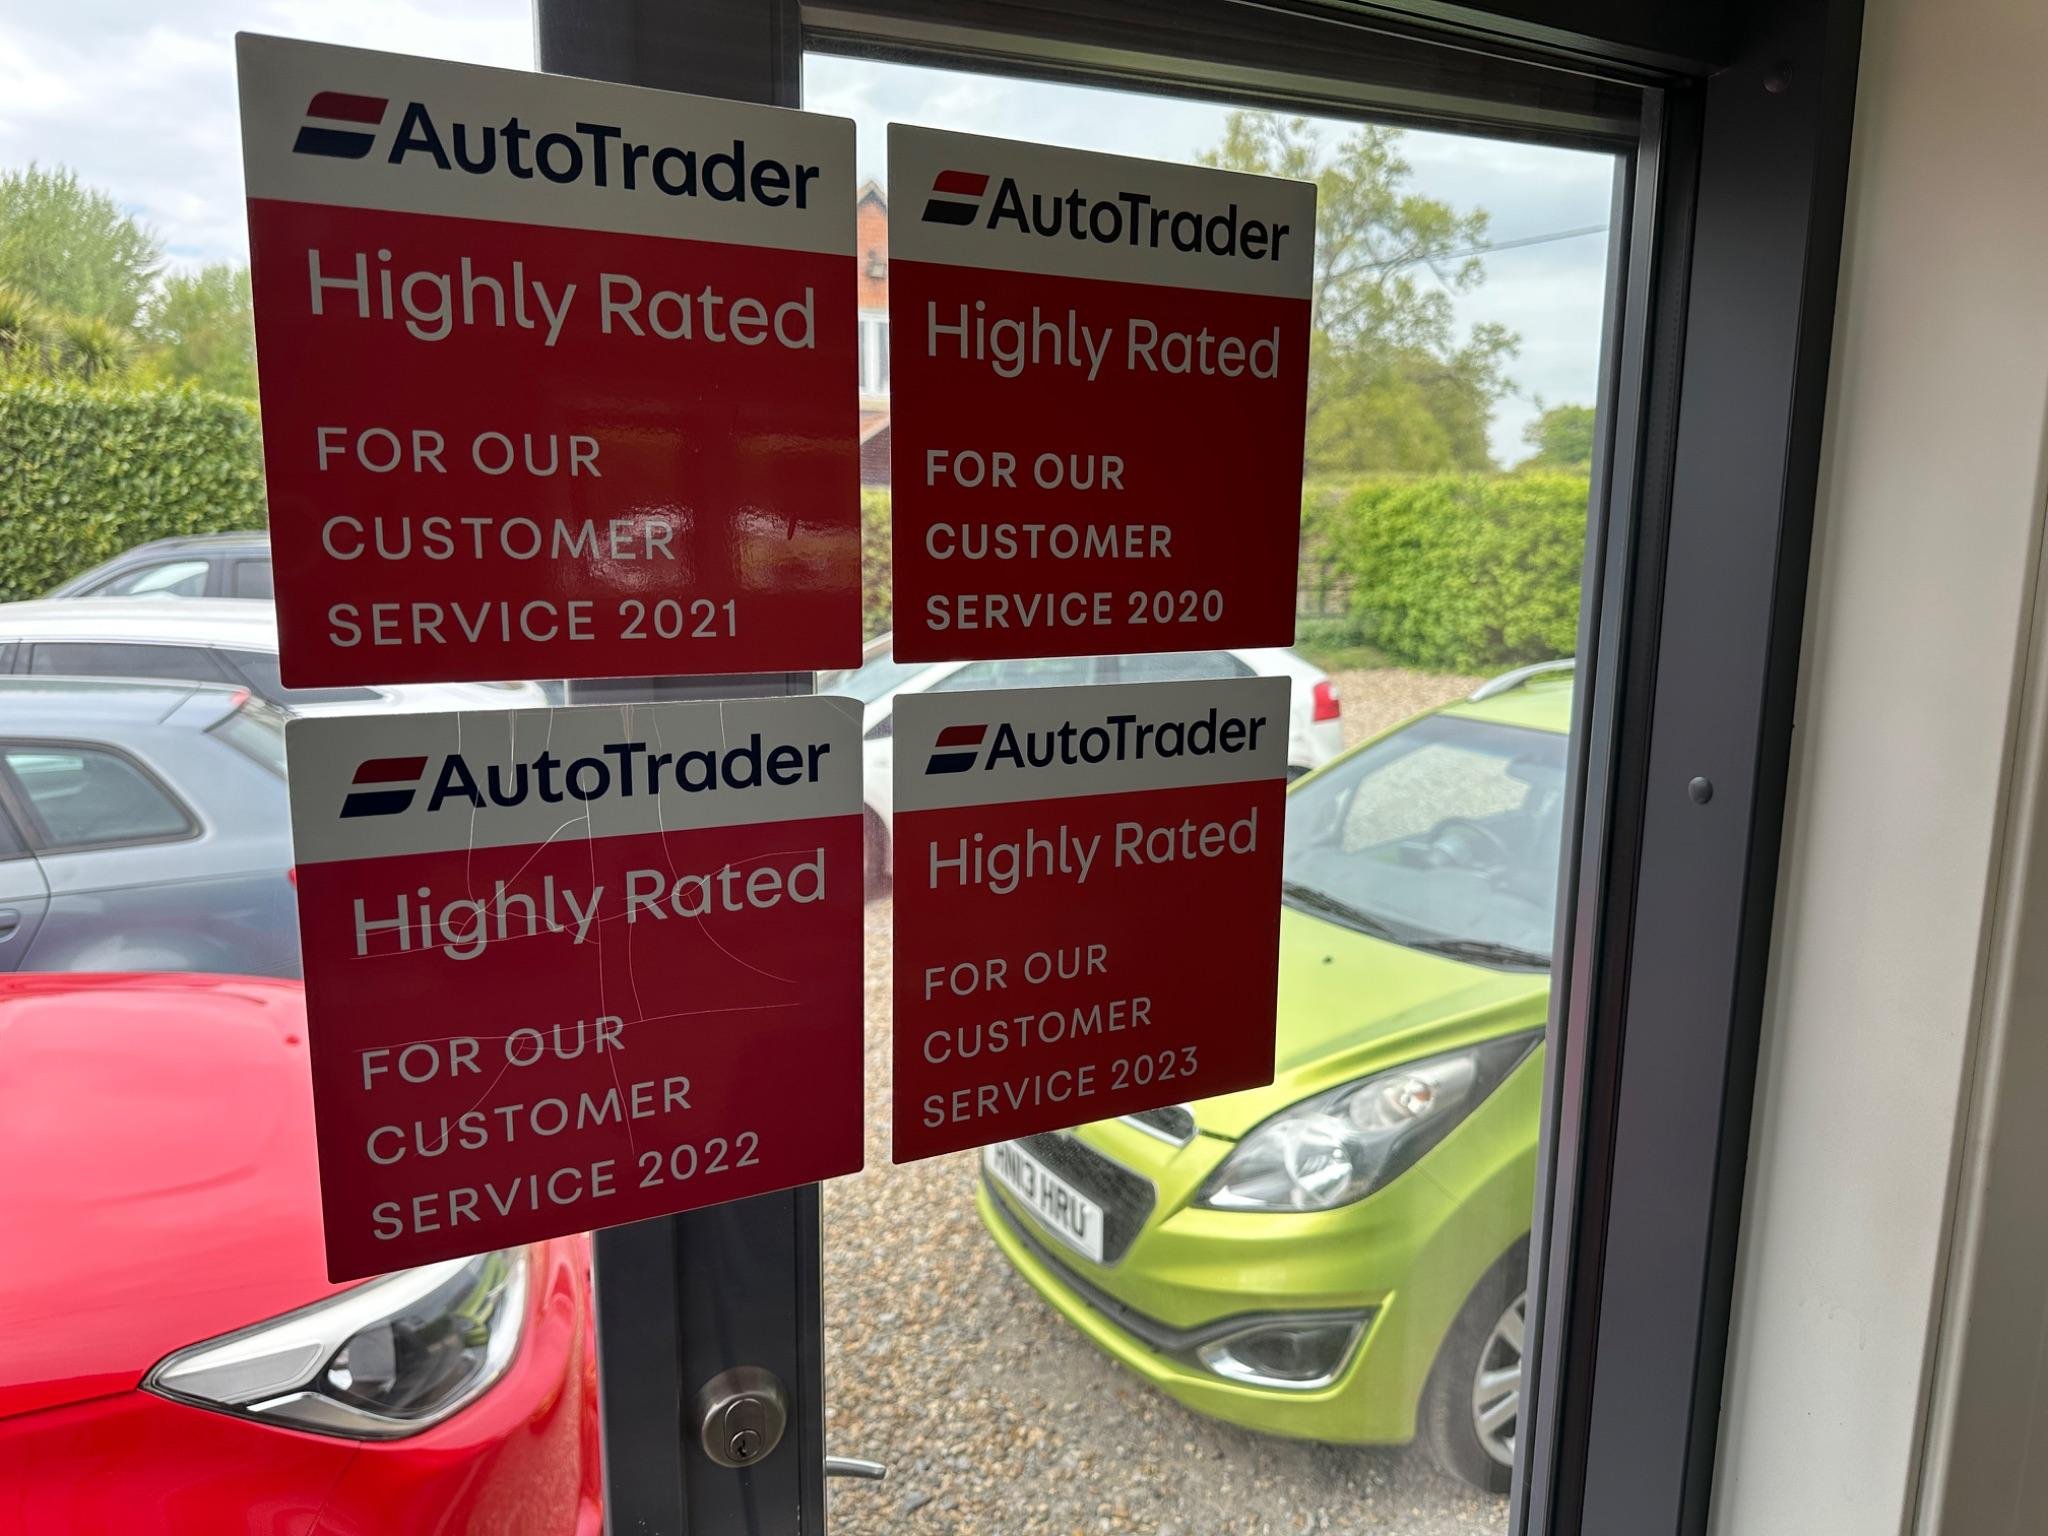 AutoTrader
Highly Rated
FOR OUR
CUSTOMER
SERVICE 2021
AutoTrader
Highly Rated
FOR OUR
CUSTOMER
SERVICE 2020
AutoTrader
Highly Rated
FOR OUR
CUSTOMER
SERVICE 2022
AutoTrader
Highly Rated
FOR OUR
CUSTOMER
SERVICE 2023
HN13 HRU